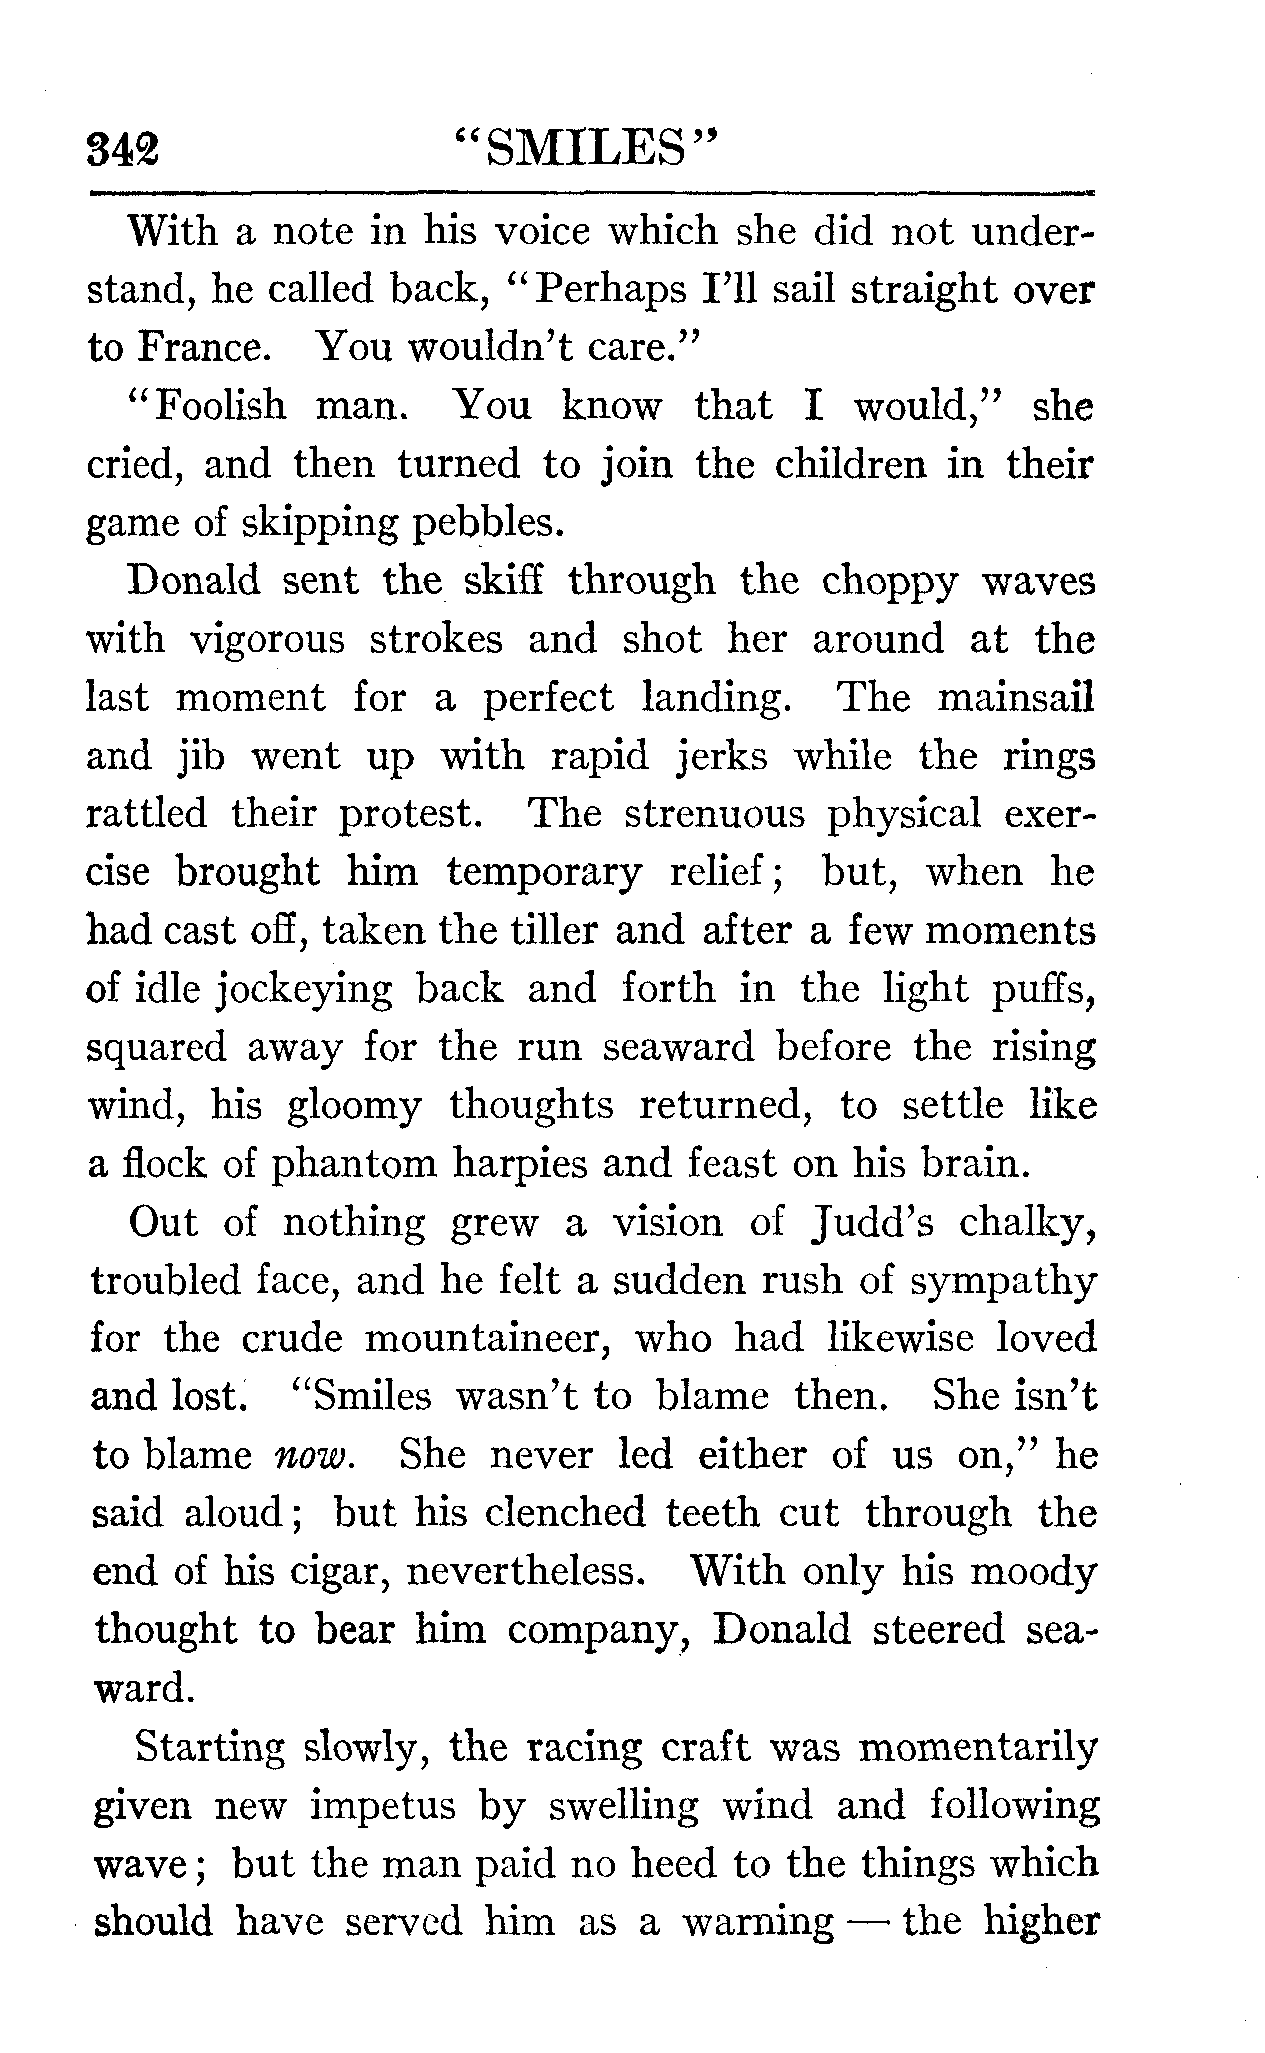 342 "SMILES"
With a note in his voice which she did not under-
stand, he called back, "Perhaps I'll sail straight over
to France. You wouldn't care."
"Foolish man. You know that I would," she
cried, and then turned to join the children in their
game of skipping pebbles.
Donald sent the skiff through the choppy waves
with vigorous strokes and shot her around at the
last moment for a perfect landing. The mainsail
and jib went up with rapid jerks while the rings
rattled their protest. The strenuous physical exer-
cise brought him temporary relief; but, when he
had cast off, taken the tiller and after a few moments
of idle jockeying back and forth in the light puffs,
squared away for the run seaward before the rising
wind, his gloomy thoughts returned, to settle like
a flock of phantom harpies and feast on his brain.
Out of nothing grew a vision of Judd's chalky,
troubled face, and he felt a sudden rush of sympathy
for the crude mountaineer, who had likewise loved
and lost. "Smiles wasn't to blame then. She isn't
to blame now. She never led either of us on," he
said aloud; but his clenched teeth cut through the
end of his cigar, nevertheless. With only his moody
thought to bear him company, Donald steered sea-
ward.
Starting slowly, the racing craft was momentarily
given new impetus by swelling wind and following
wave; but the man paid no heed to the things which
should have served him as a warning — the higher